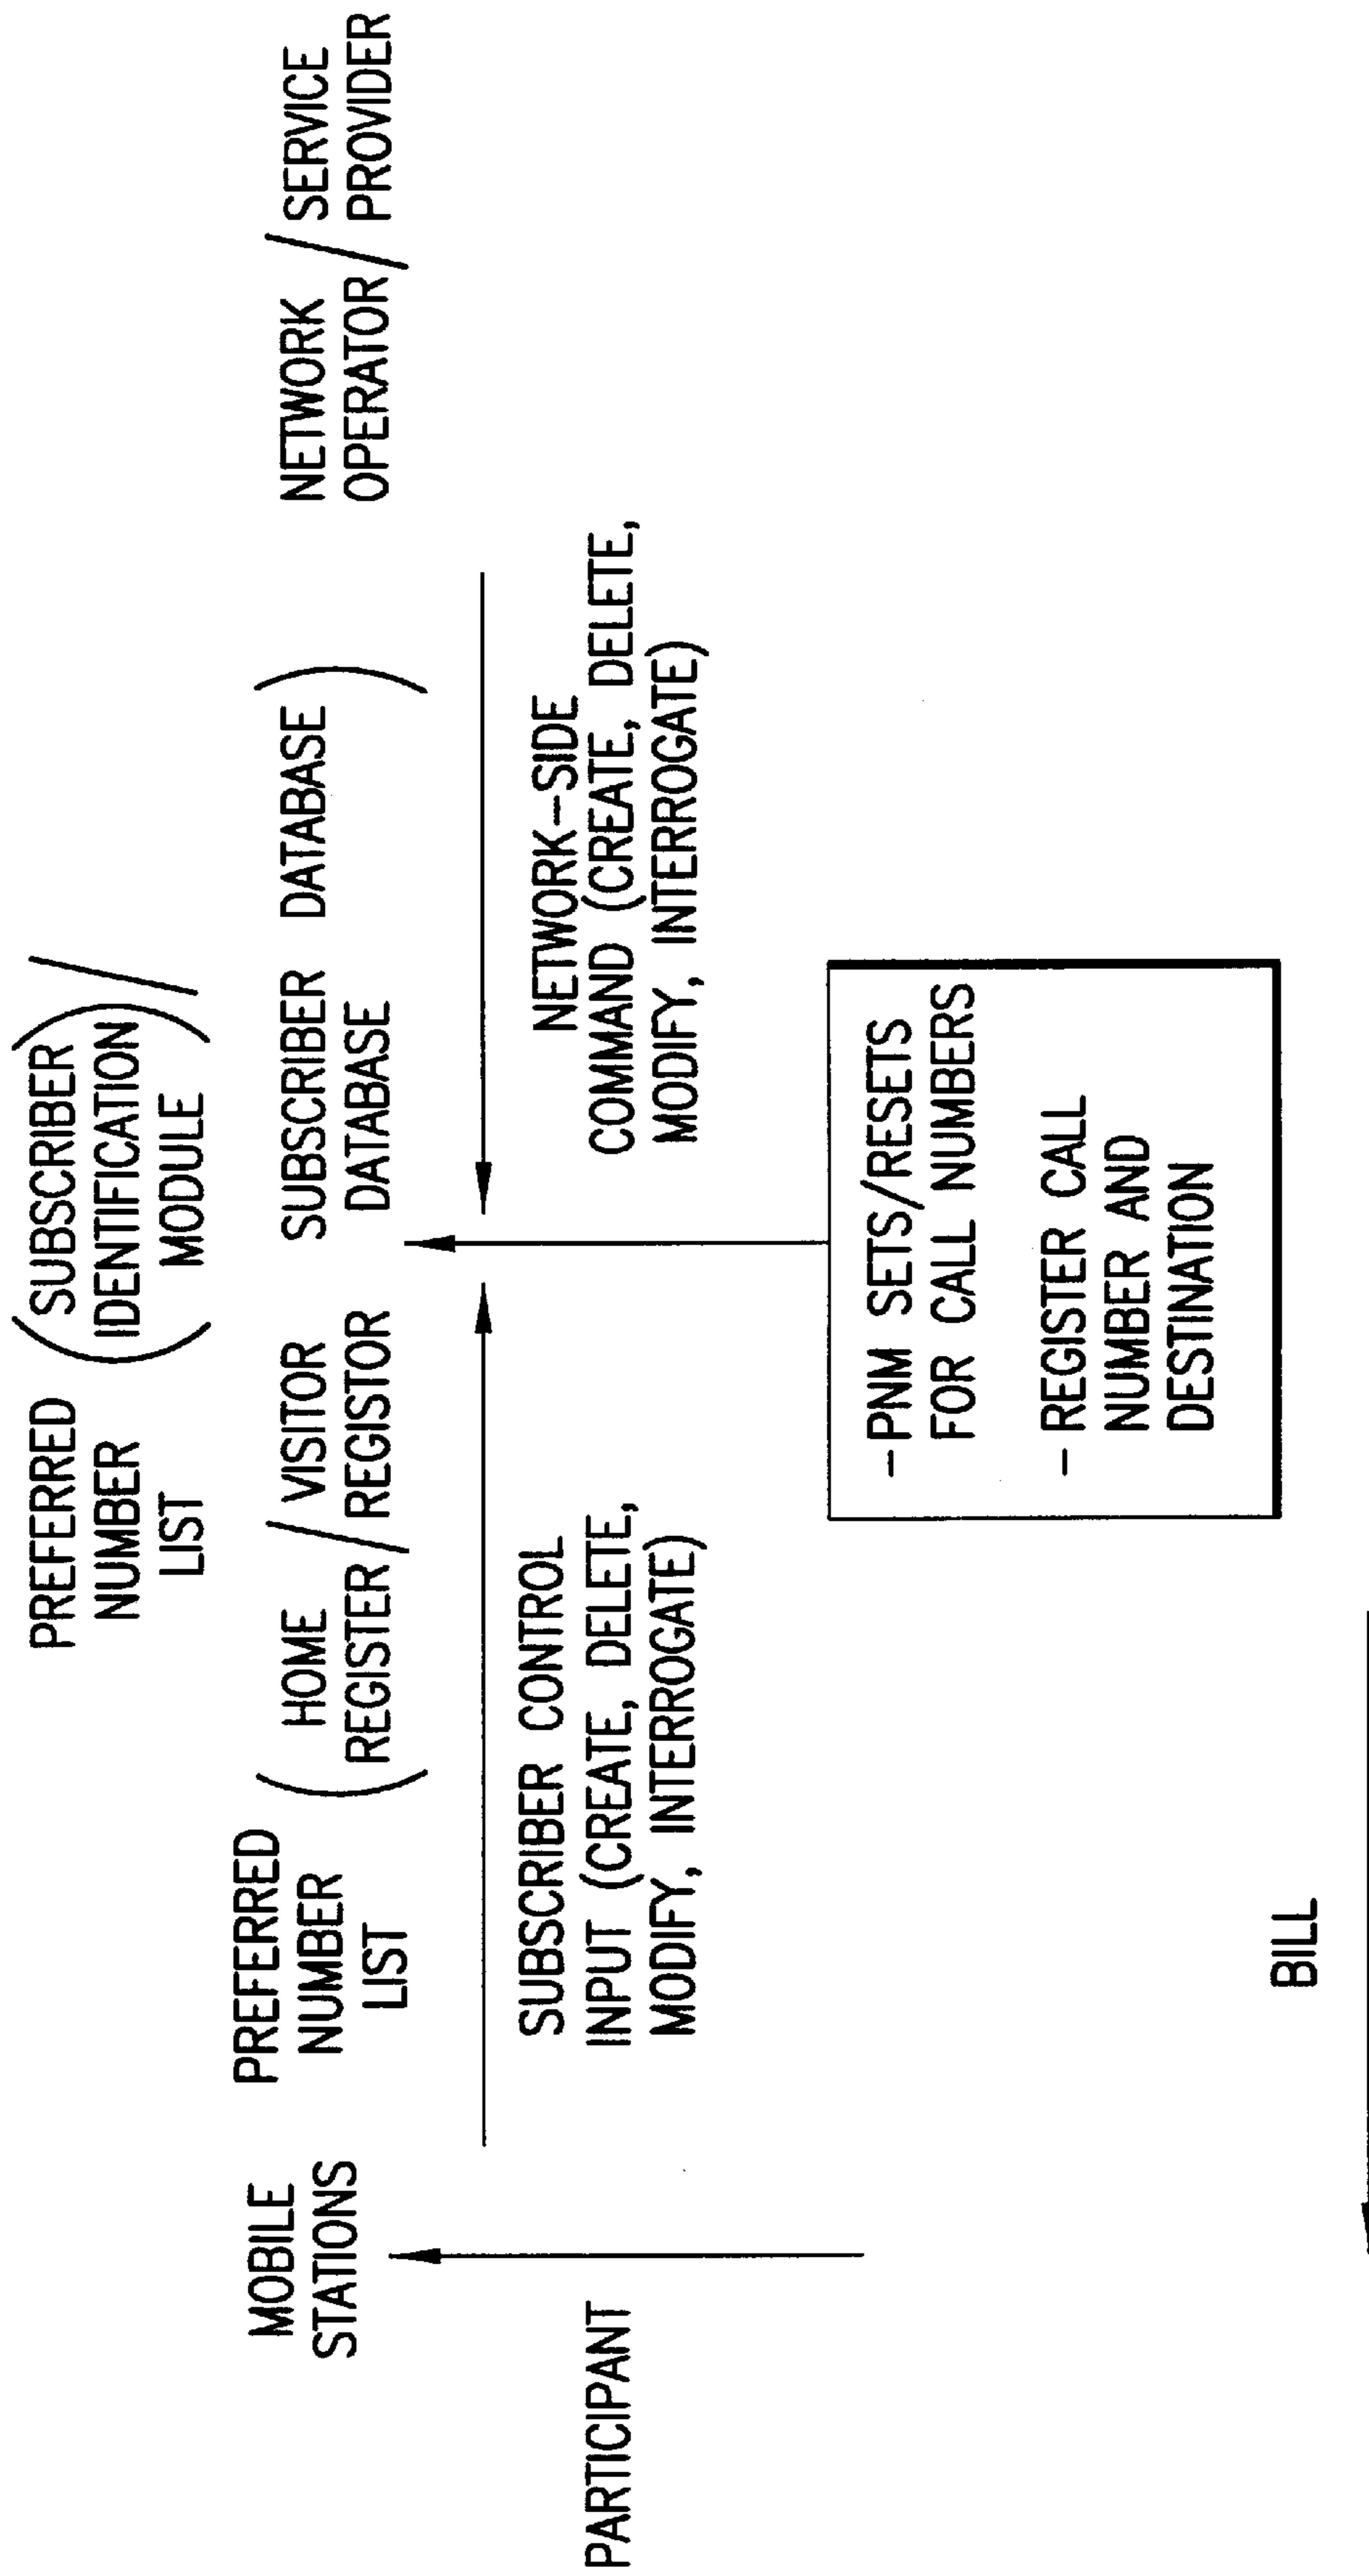 PREFERRED
NUMBER
LIST
(SUBSCRIBER
IDENTIFICATION
MODULE) /
MOBILE
STATIONS
PREFERRED
NUMBER
LIST
(HOME
REGISTER /
VISITOR
REGISTOR
SUBSCRIBER
DATABASE
DATABASE)
NETWORK
OPERATOR /
SERVICE
PROVIDER
SUBSCRIBER CONTROL
INPUT (CREATE, DELETE,
MODIFY, INTERROGATE)
NETWORK-SIDE
COMMAND (CREATE, DELETE,
MODIFY, INTERROGATE)
PARTICIPANT
-PNM SETS/RESETS
FOR CALL NUMBERS
- REGISTER CALL
NUMBER AND
DESTINATION
BILL